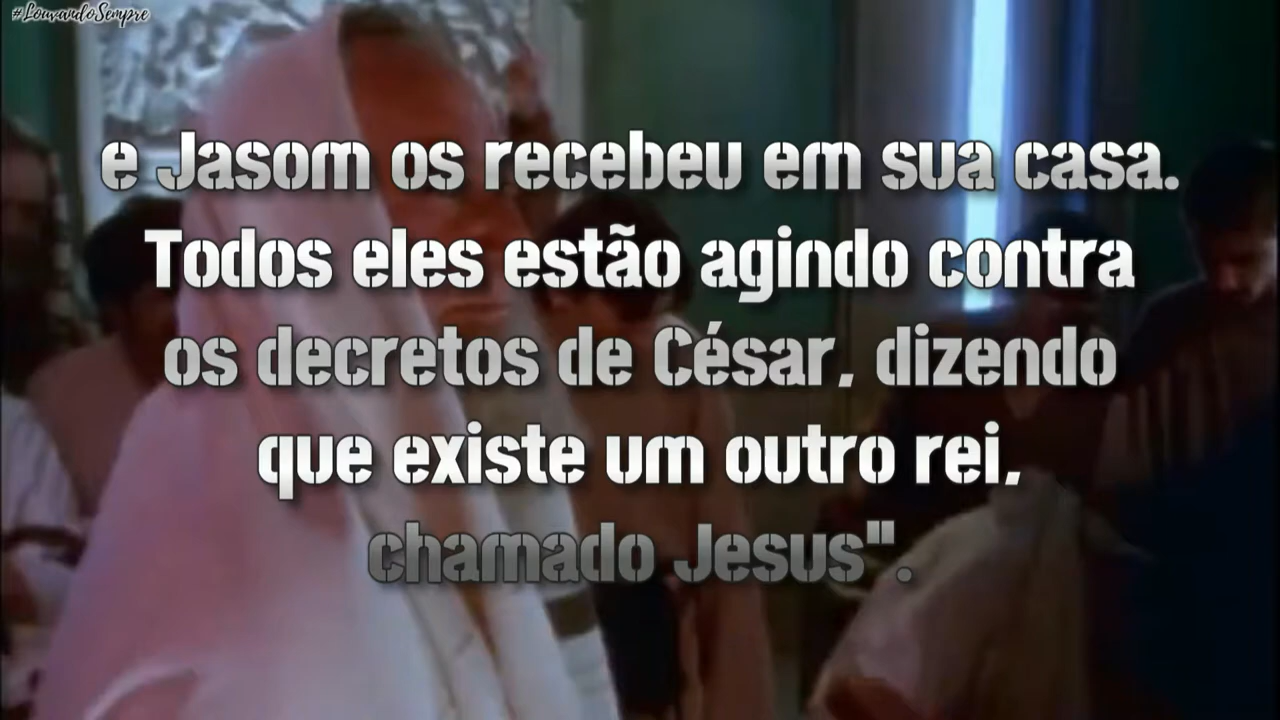 #LouvandoSempre
e Jasom os recebeu em sua casa.
Todos eles estão agindo contra
os decretos de César, dizendo
que existe um outro rei,
chamado Jesus".